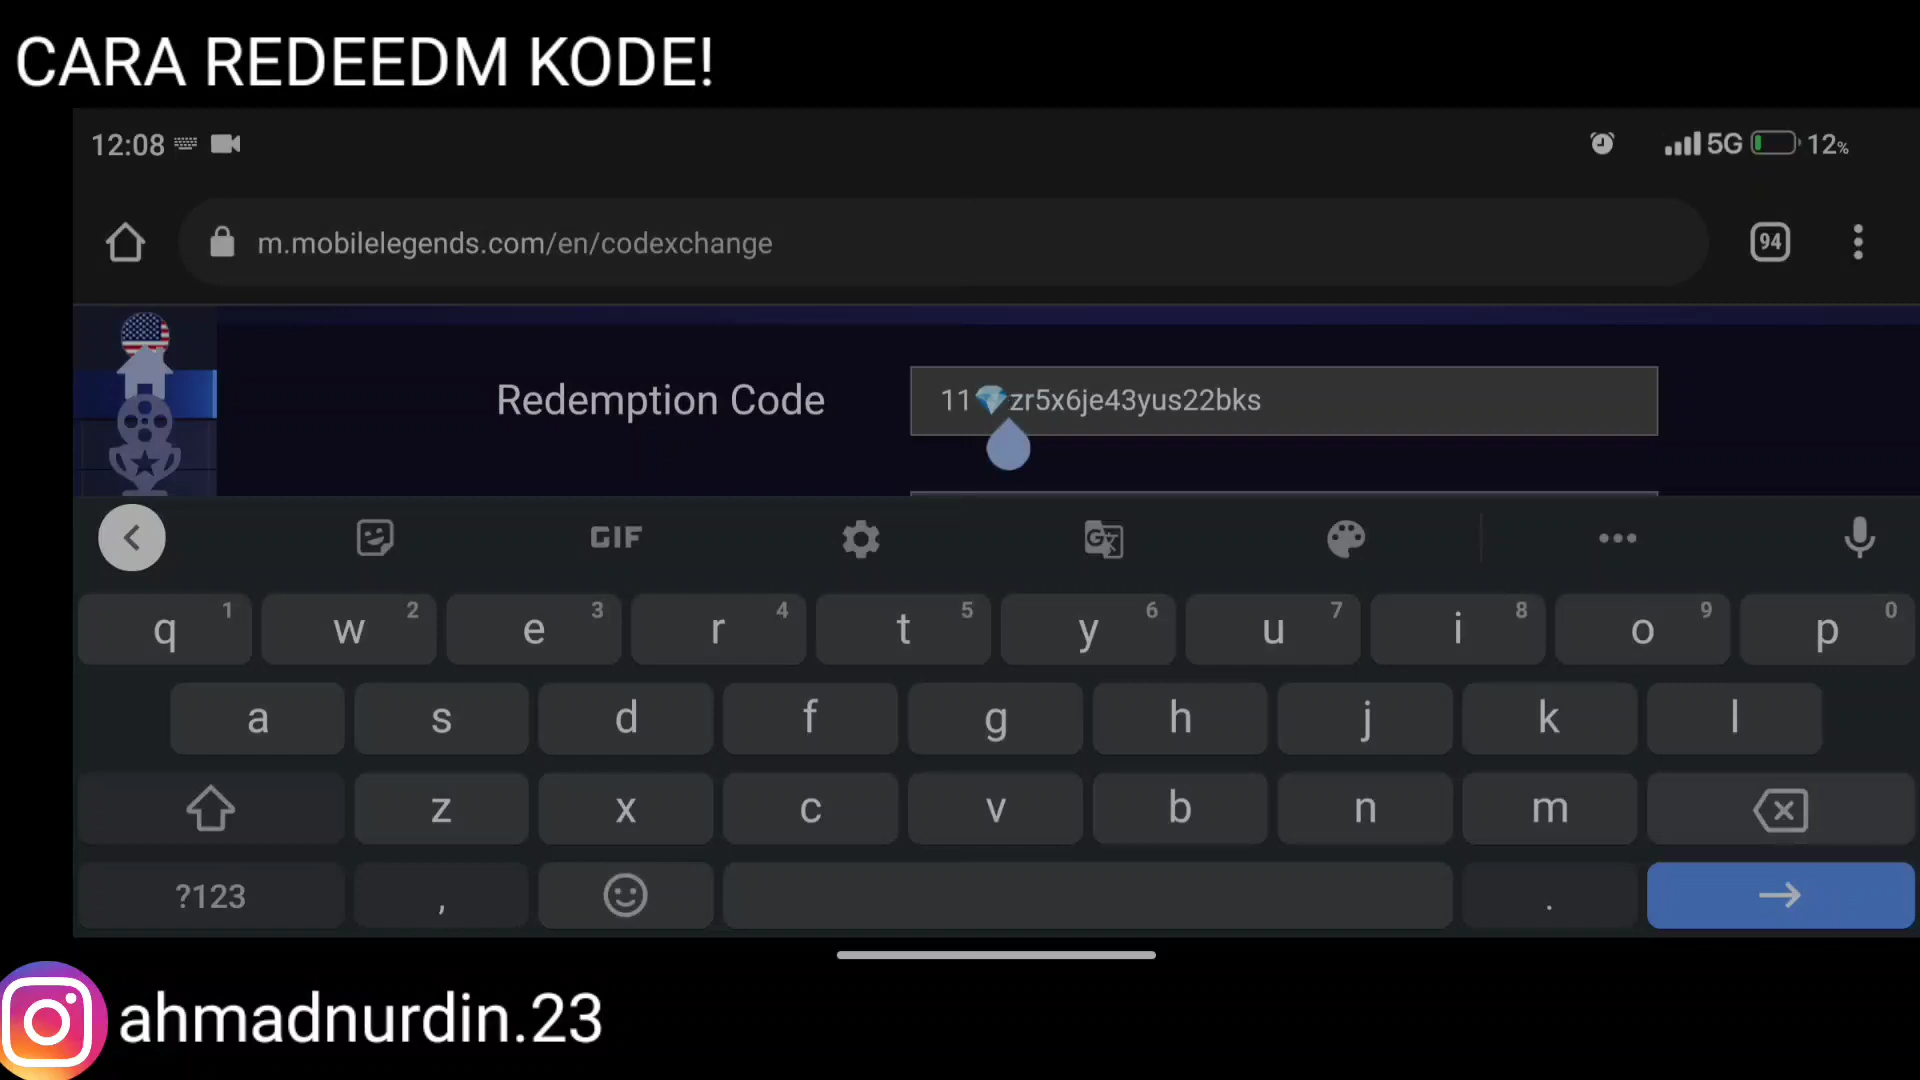 CARA REDEEDM KODE!
12:08 5G 12%
m.mobilelegends.com/en/codexchange 94
Redemption Code 11💎zr5x6je43yus22bks
GIF
q 1 w 2 e 3 r 4 t 5 y 6 u 7 i 8 o 9 p 0
a s d f g h j k l
z x c v b n m
?123 , .
ahmadnurdin.23